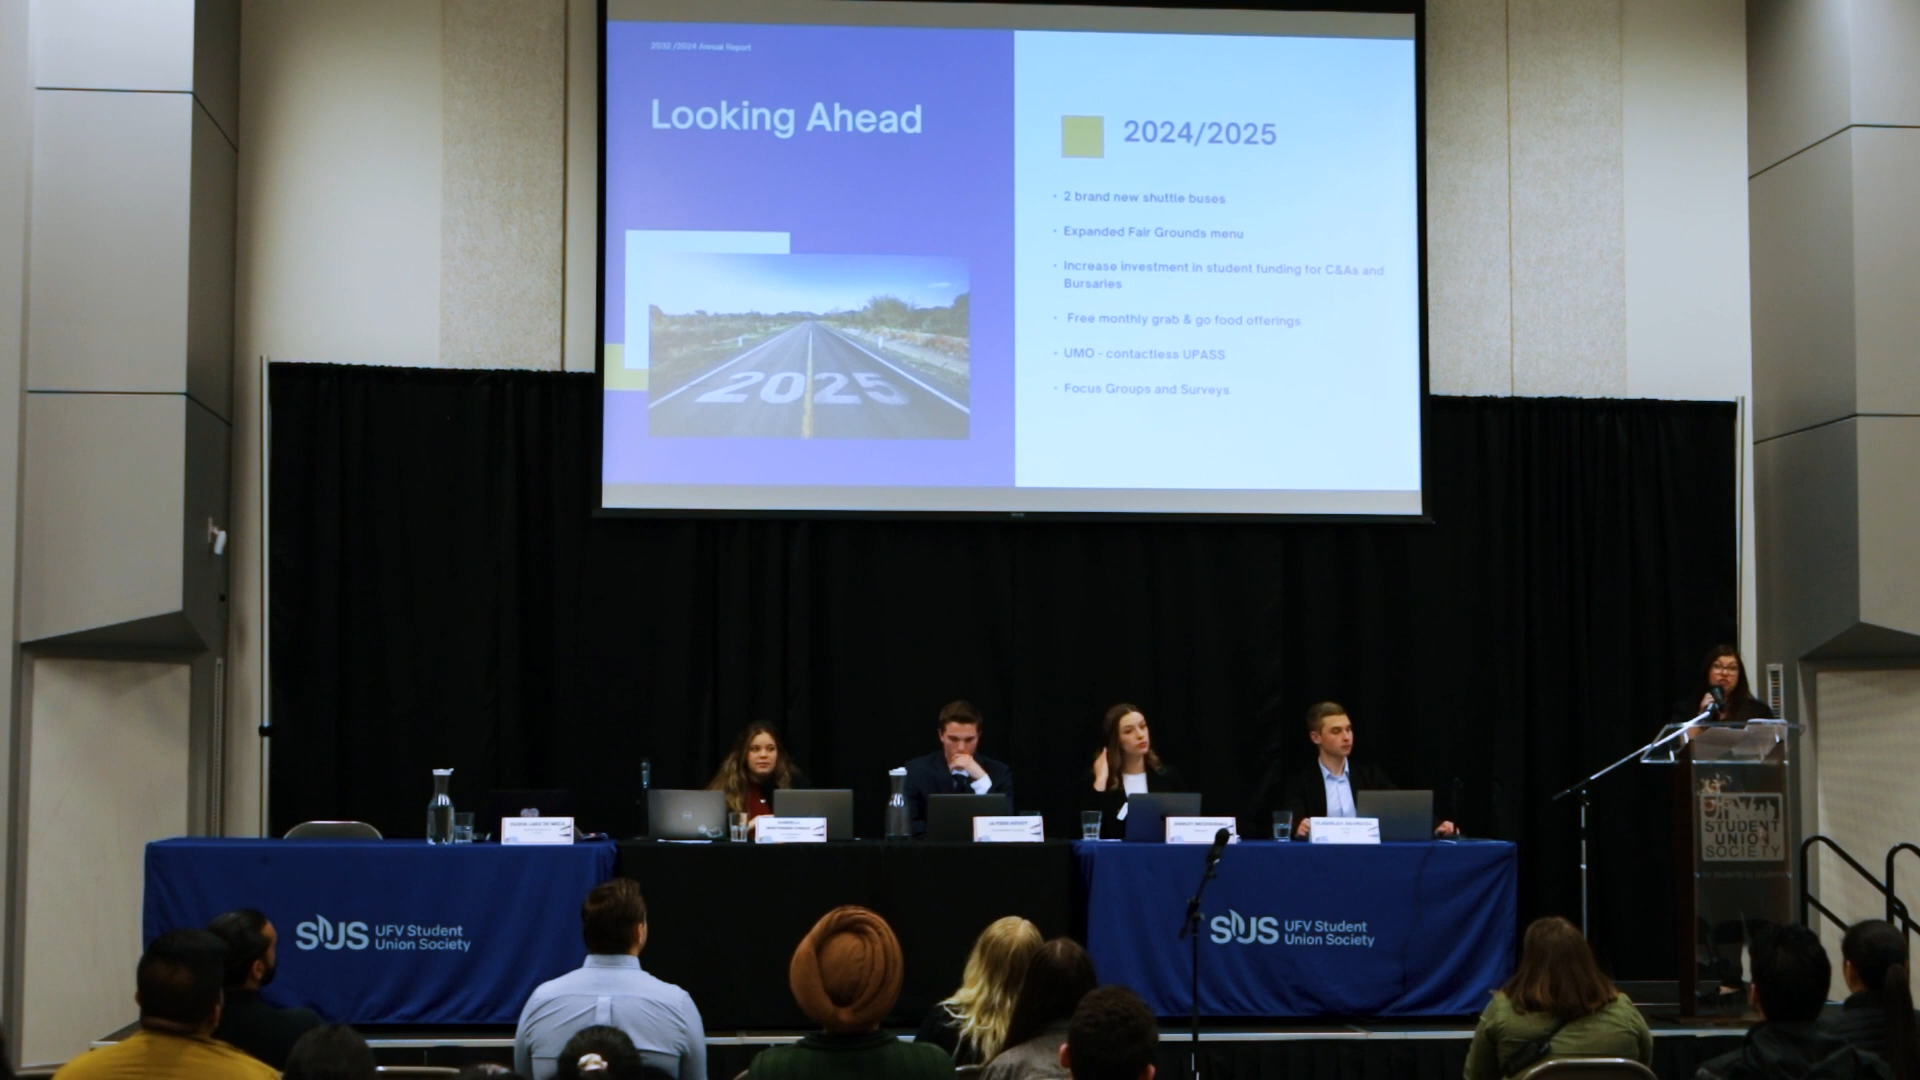 2032 /2024 Annual Report
Looking Ahead
2025
2024/2025
• 2 brand new shuttle buses
• Expanded Fair Grounds menu
• Increase investment in student funding for C&As and
Bursaries
• Free monthly grab & go food offerings
• UMO - contactless UPASS
• Focus Groups and Surveys
SUS UFV Student
Union Society
SUS UFV Student
Union Society
STUDENT
UNION
SOCIETY